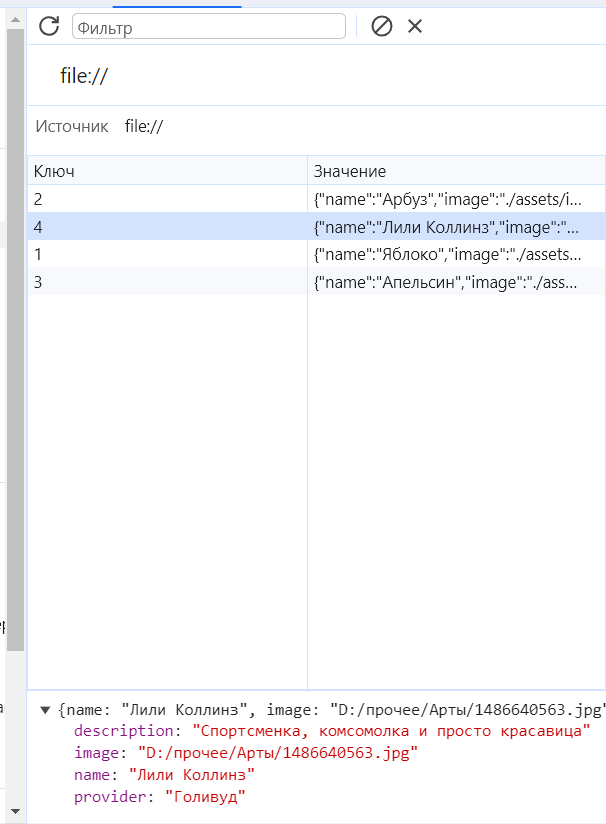 Фильтр
file://
Источник file://
Ключ Значение
2 {"name":"Арбуз","image":"./assets/i...
4 {"name":"Лили Коллинз","image":"...
1 {"name":"Яблоко","image":"./assets...
3 {"name":"Апельсин","image":"./ass...
{name: "Лили Коллинз", image: "D:/прочее/Арты/1486640563.jpg"
description: "Спортсменка, комсомолка и просто красавица"
image: "D:/прочее/Арты/1486640563.jpg"
name: "Лили Коллинз"
provider: "Голивуд"